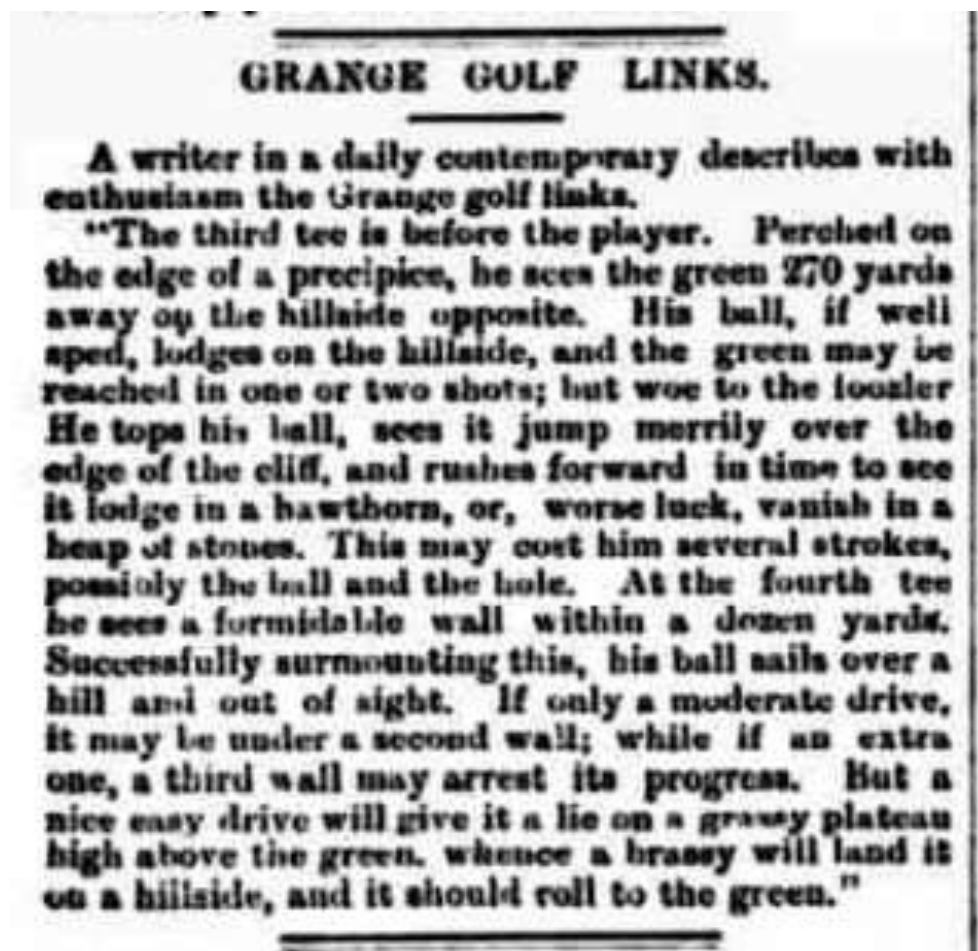 GRANGE GOLF LINKS.
A writer in a daily contemporary describes with
enthusiasm the Grange golf links.
"The third tee is before the player. Perched on
the edge of a precipice, he sees the green 270 yards
away on the hillside opposite. His ball, if well
sped, lodges on the hillside, and the green may be
reached in one or two shots; but woe to the foozler
He tops his ball, sees it jump merrily over the
edge of the cliff, and rushes forward in time to see
it lodge in a hawthorn, or, worse luck, vanish in a
heap of stones. This may cost him several strokes,
possibly the ball and the hole. At the fourth tee
he sees a formidable wall within a dozen yards.
Successfully surmounting this, his ball sails over a
hill and out of sight. If only a moderate drive,
it may be under a second wall; while if an extra
one, a third wall may arrest its progress. But a
nice easy drive will give it a lie on a grassy plateau
high above the green. whence a brassy will land it
on a hillside, and it should roll to the green."